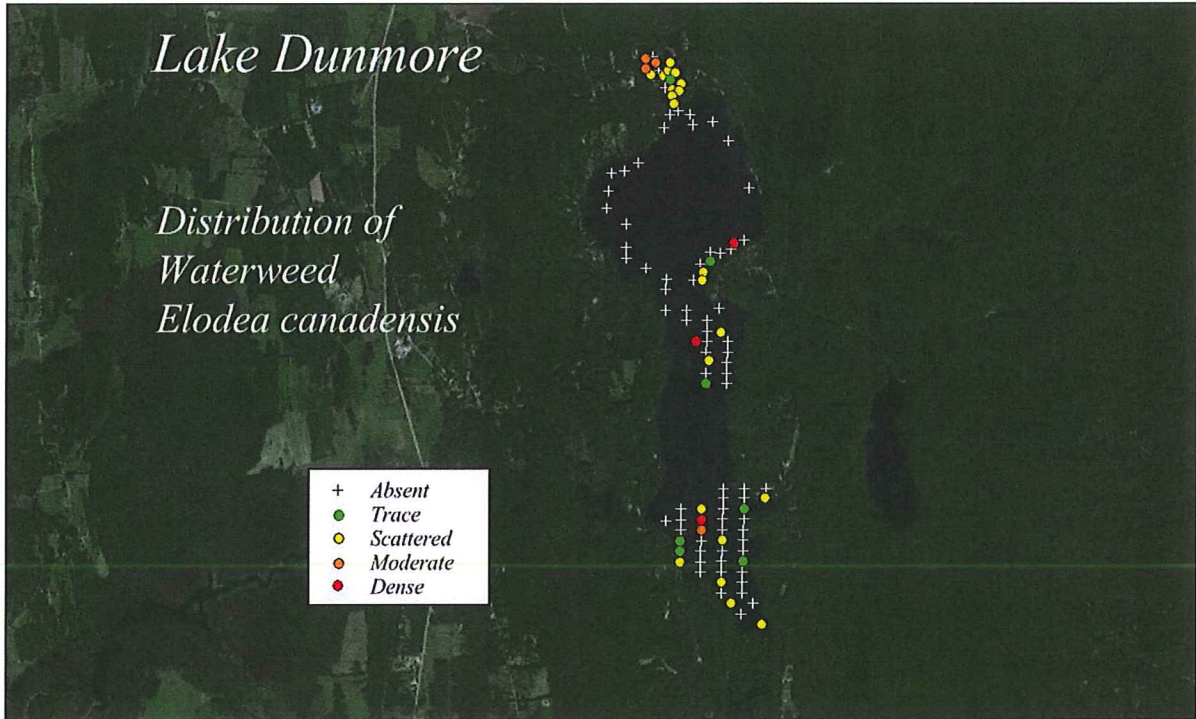 Lake Dunmore
Distribution of
Waterweed
Elodea canadensis
Absent
Trace
Scattered
Moderate
Dense